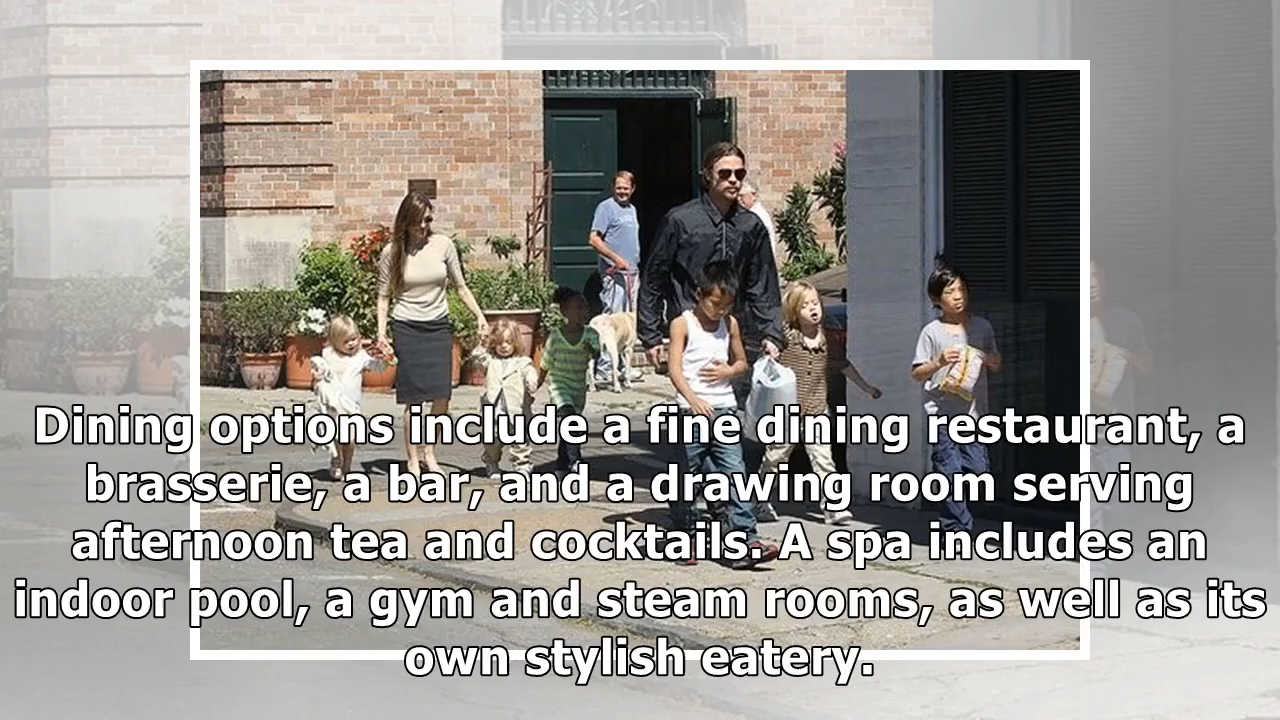 Dining options include a fine dining restaurant, a
brasserie, a bar, and a drawing room serving
afternoon tea and cocktails. A spa includes an
indoor pool, a gym and steam rooms, as well as its
own stylish eatery.